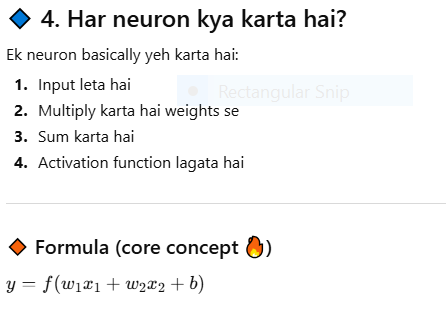 🔷 4. Har neuron kya karta hai?
Ek neuron basically yeh karta hai:
1. Input leta hai
Rectangular Snip
2. Multiply karta hai weights se
3. Sum karta hai
4. Activation function lagata hai
🔶 Formula (core concept 🔥)
y = f(w₁x₁ + w₂x₂ + b)